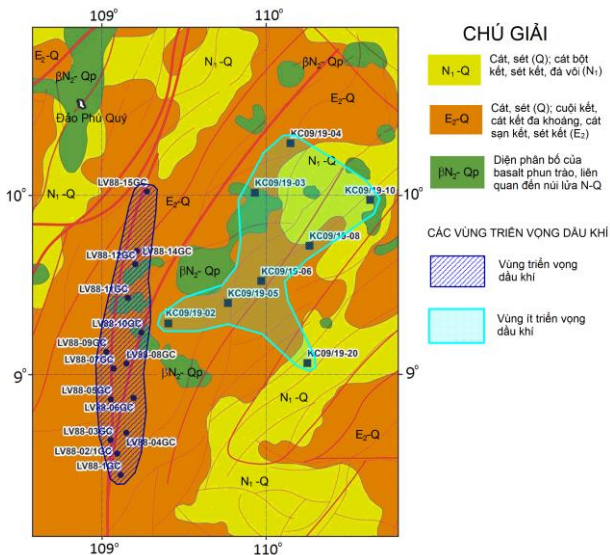 109°
110°
E₂-Q
βN₂- Qp
N₁ -Q
βN₂- Qp
E₂-Q
Đảo Phú Quý
KC09/19-04
N₁ -Q
LV88-15GC
KC09/19-03
KC09/19-10
10°
10°
N₁ -Q
E₂-Q
KC09/19-08
LV88-14GC
LV88-12GC
βN₂- Qp
KC09/19-06
LV88-11GC
KC09/19-05
KC09/19-02
LV88-10GC
LV88-09GC
LV88-08GC
LV88-07GC
KC09/19-20
9°
9°
βN₂- Qp
LV88-05GC
LV88-06GC
N₁ -Q
LV88-03GC
LV88-04GC
E₂-Q
LV88-02/1GC
LV88-1GC
N₁ -Q
109°
110°
CHÚ GIẢI
N₁ -Q
Cát, sét (Q); cát bột
kết, sét kết, đá vôi (N₁)
E₂-Q
Cát, sét (Q); cuội kết,
cát kết đa khoáng, cát
sạn kết, sét kết (E₂)
βN₂- Qp
Diện phân bố của
basalt phun trào, liên
quan đến núi lửa N-Q
CÁC VÙNG TRIỂN VỌNG DẦU KHÍ
Vùng triển vọng
dầu khí
Vùng ít triển vọng
dầu khí